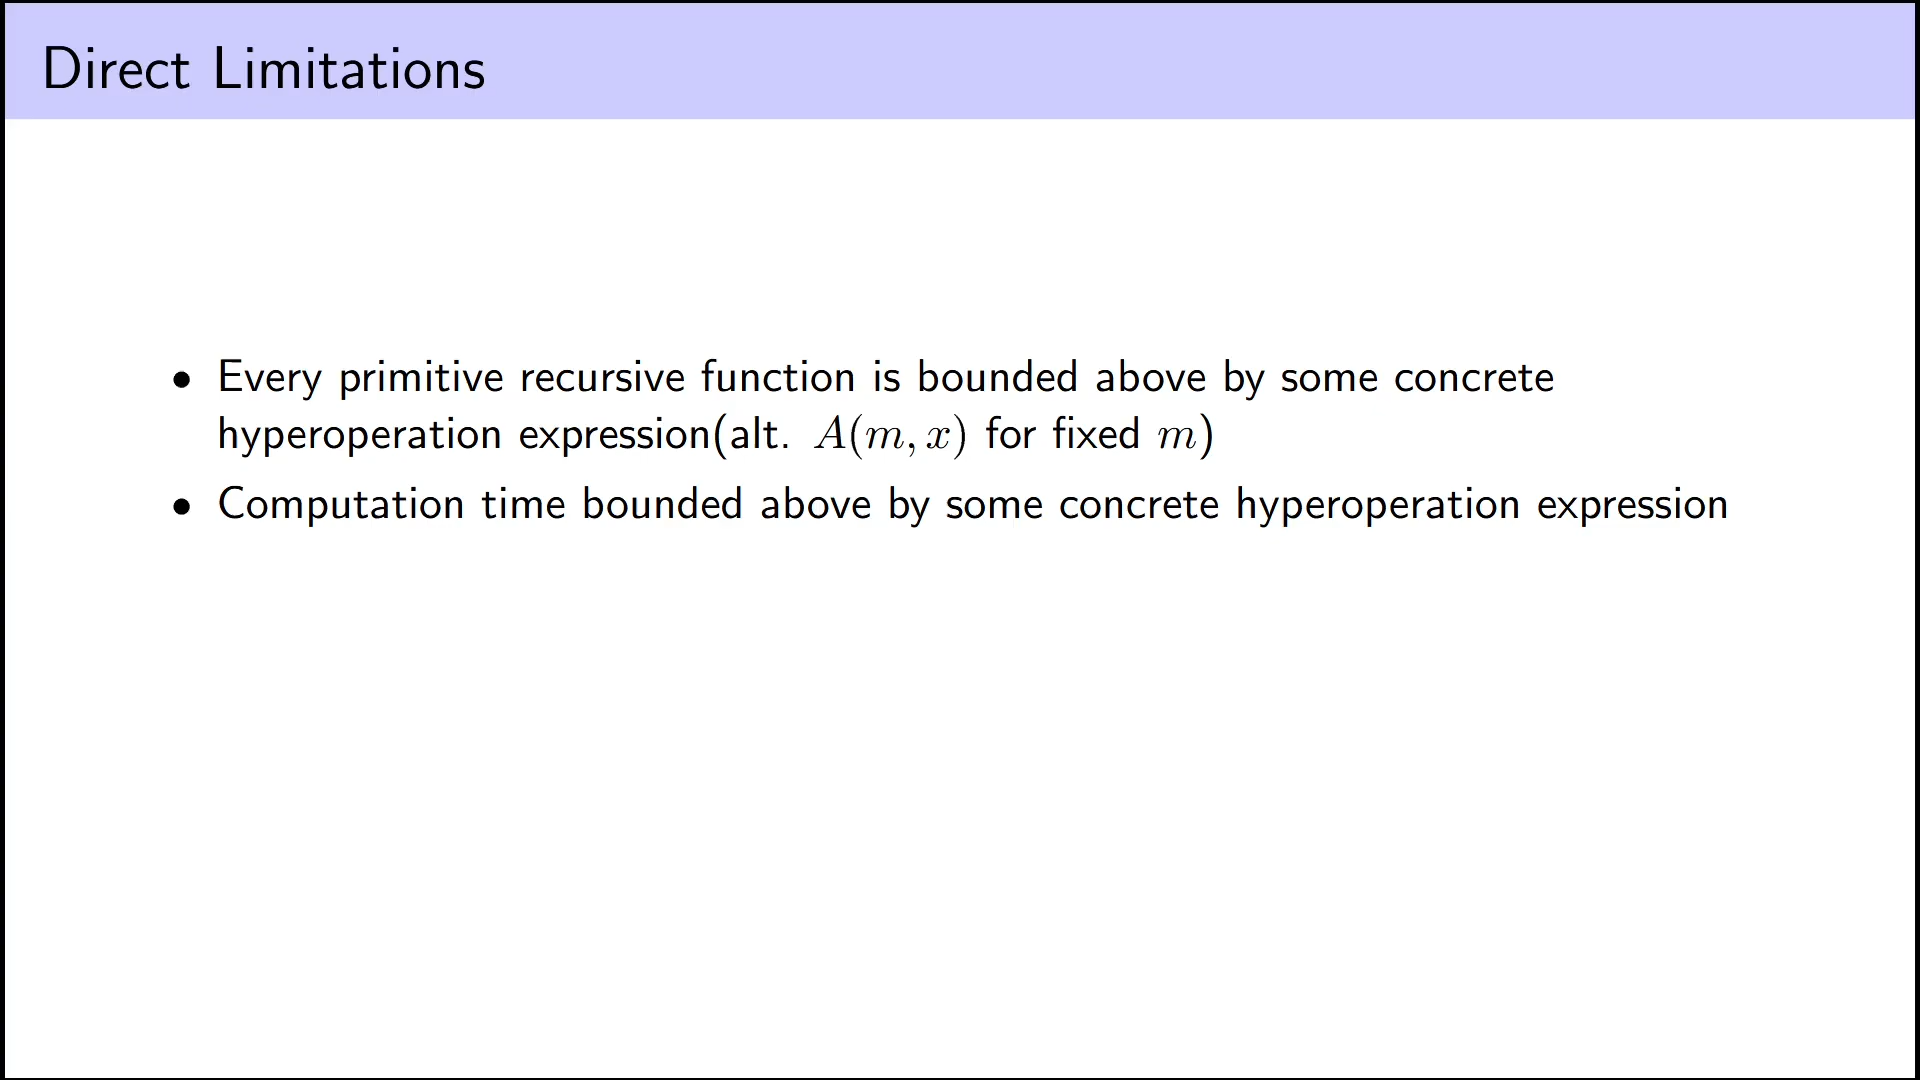 Direct Limitations
• Every primitive recursive function is bounded above by some concrete
hyperoperation expression(alt. A(m, x) for fixed m)
• Computation time bounded above by some concrete hyperoperation expression